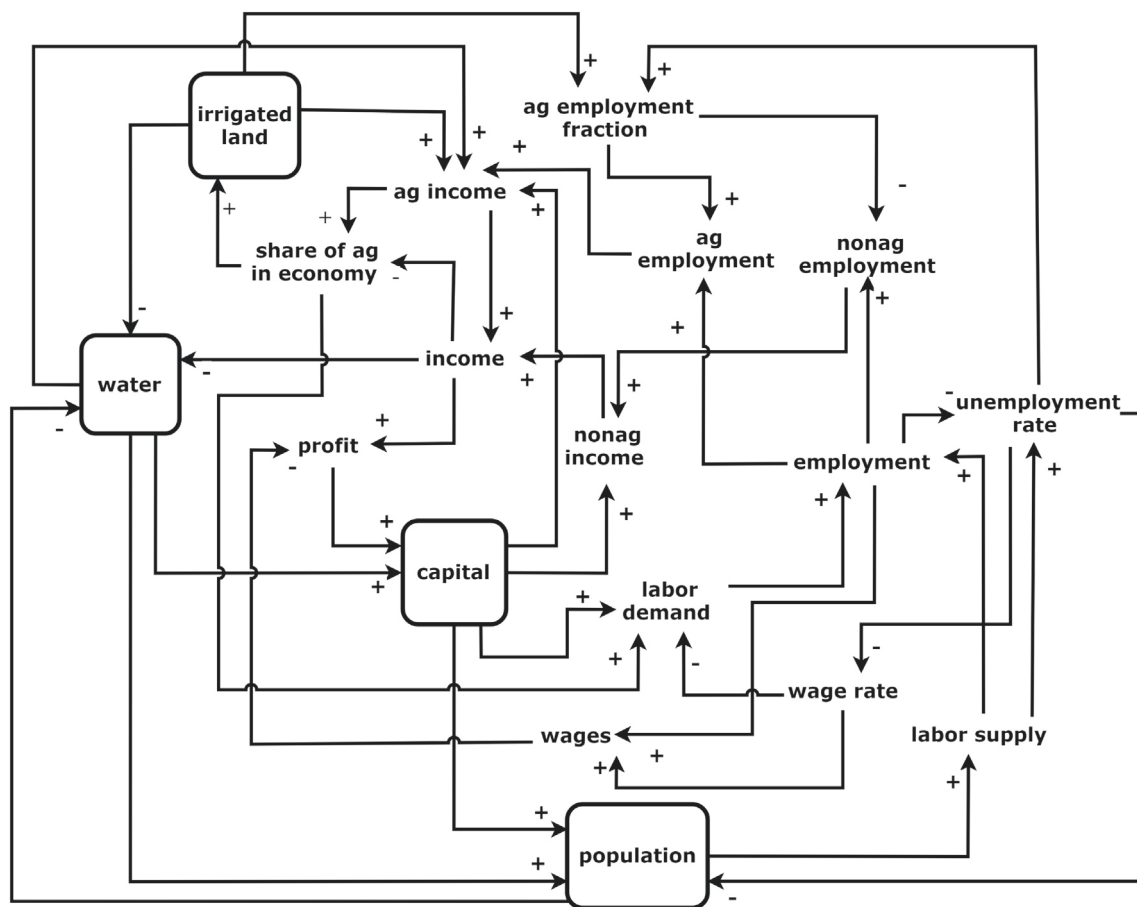 irrigated
land
ag employment
fraction
ag income
share of ag
in economy
ag
employment
nonag
employment
water
income
unemployment
rate
profit
nonag
income
employment
capital
labor
demand
wage rate
wages
labor supply
population
+
+
+
+
+
+
+
-
+
+
-
+
+
-
+
-
+
+
+
-
+
-
-
+
+
+
+
+
+
+
-
+
-
+
+
+
+
+
-